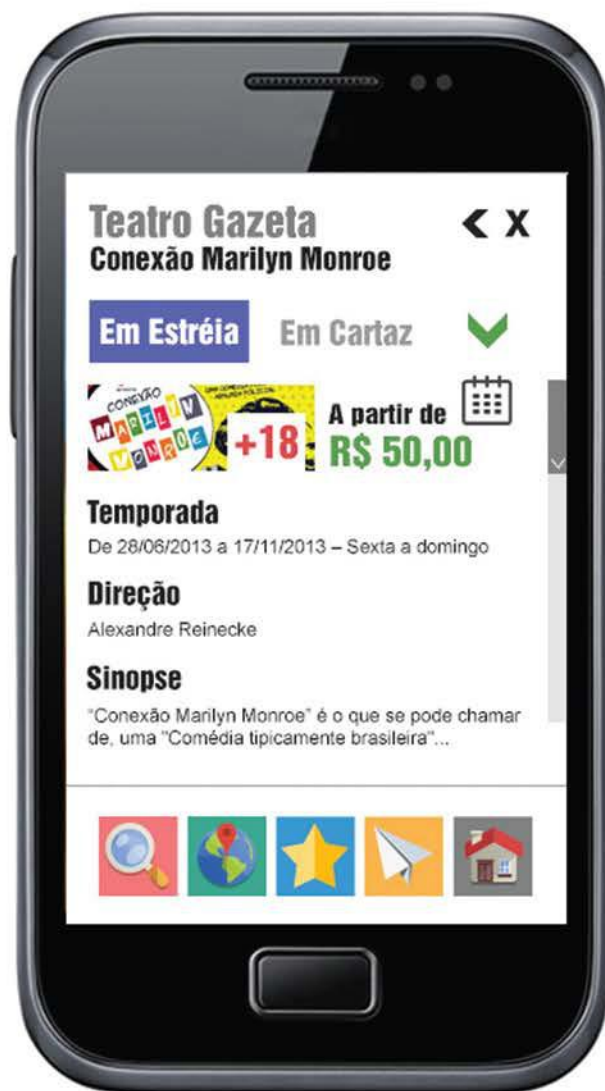 Teatro Gazeta
Conexão Marilyn Monroe
Em Estréia
Em Cartaz
CONEXÃO
MARILYN
MONROE
+18
A partir de
R$ 50,00
Temporada
De 28/06/2013 a 17/11/2013 – Sexta a domingo
Direção
Alexandre Reinecke
Sinopse
"Conexão Marilyn Monroe" é o que se pode chamar
de, uma "Comédia tipicamente brasileira"...